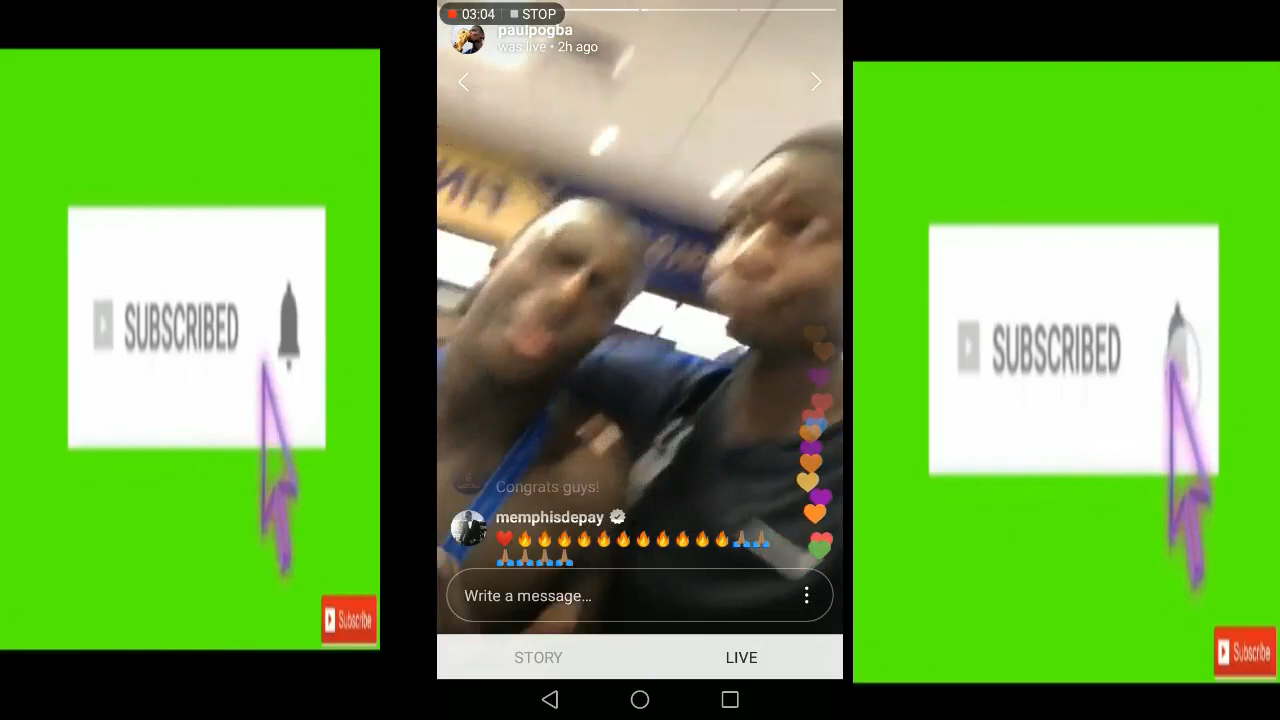 03:04 STOP
paulpogba
was live • 2h ago
Congrats guys!
memphisdepay
Write a message...
STORY
LIVE
SUBSCRIBED
Subscribe
SUBSCRIBED
Subscribe